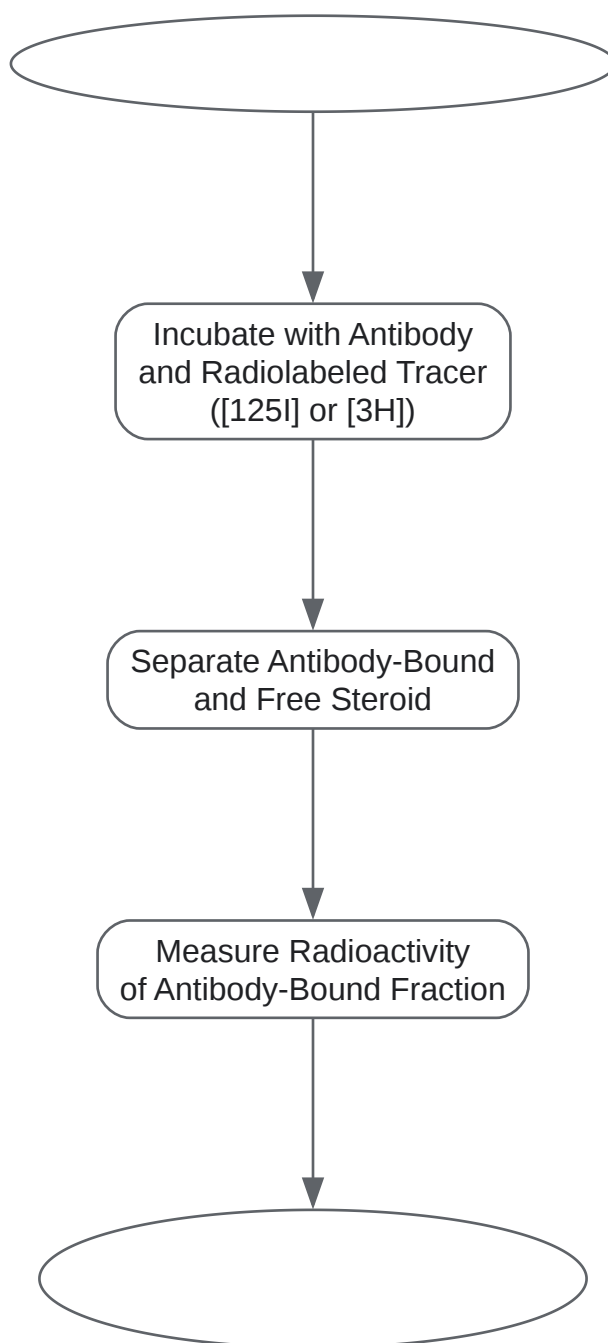 Incubate with Antibody
and Radiolabeled Tracer
([125I] or [3H])
Separate Antibody-Bound
and Free Steroid
Measure Radioactivity
of Antibody-Bound Fraction